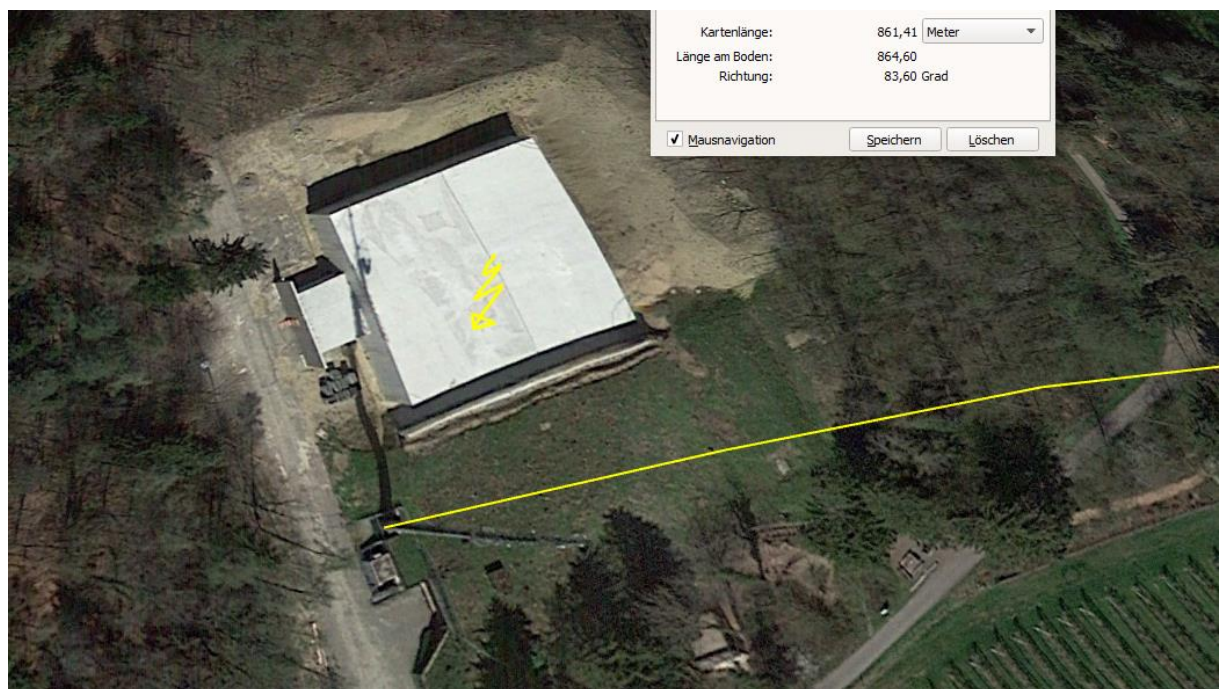 Kartenlänge: 861,41 Meter
Länge am Boden: 864,60
Richtung: 83,60 Grad
Mausnavigation Speichern Löschen